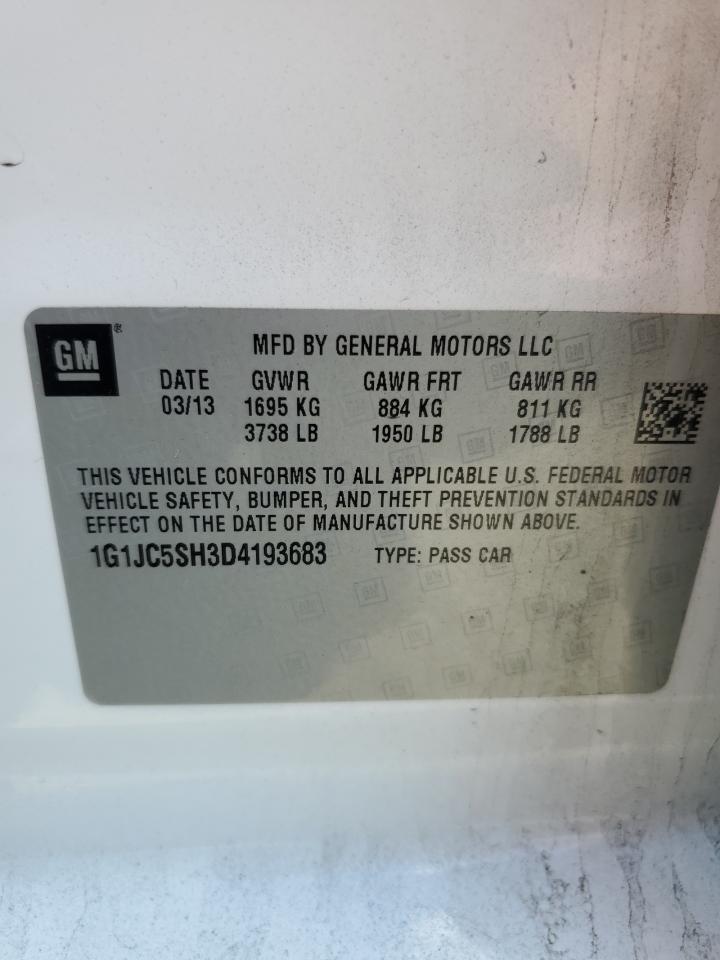 GM®
MFD BY GENERAL MOTORS LLC
DATE GVWR GAWR FRT GAWR RR
03/13 1695 KG 884 KG 811 KG
3738 LB 1950 LB 1788 LB
THIS VEHICLE CONFORMS TO ALL APPLICABLE U.S. FEDERAL MOTOR
VEHICLE SAFETY, BUMPER, AND THEFT PREVENTION STANDARDS IN
EFFECT ON THE DATE OF MANUFACTURE SHOWN ABOVE.
1G1JC5SH3D4193683 TYPE: PASS CAR